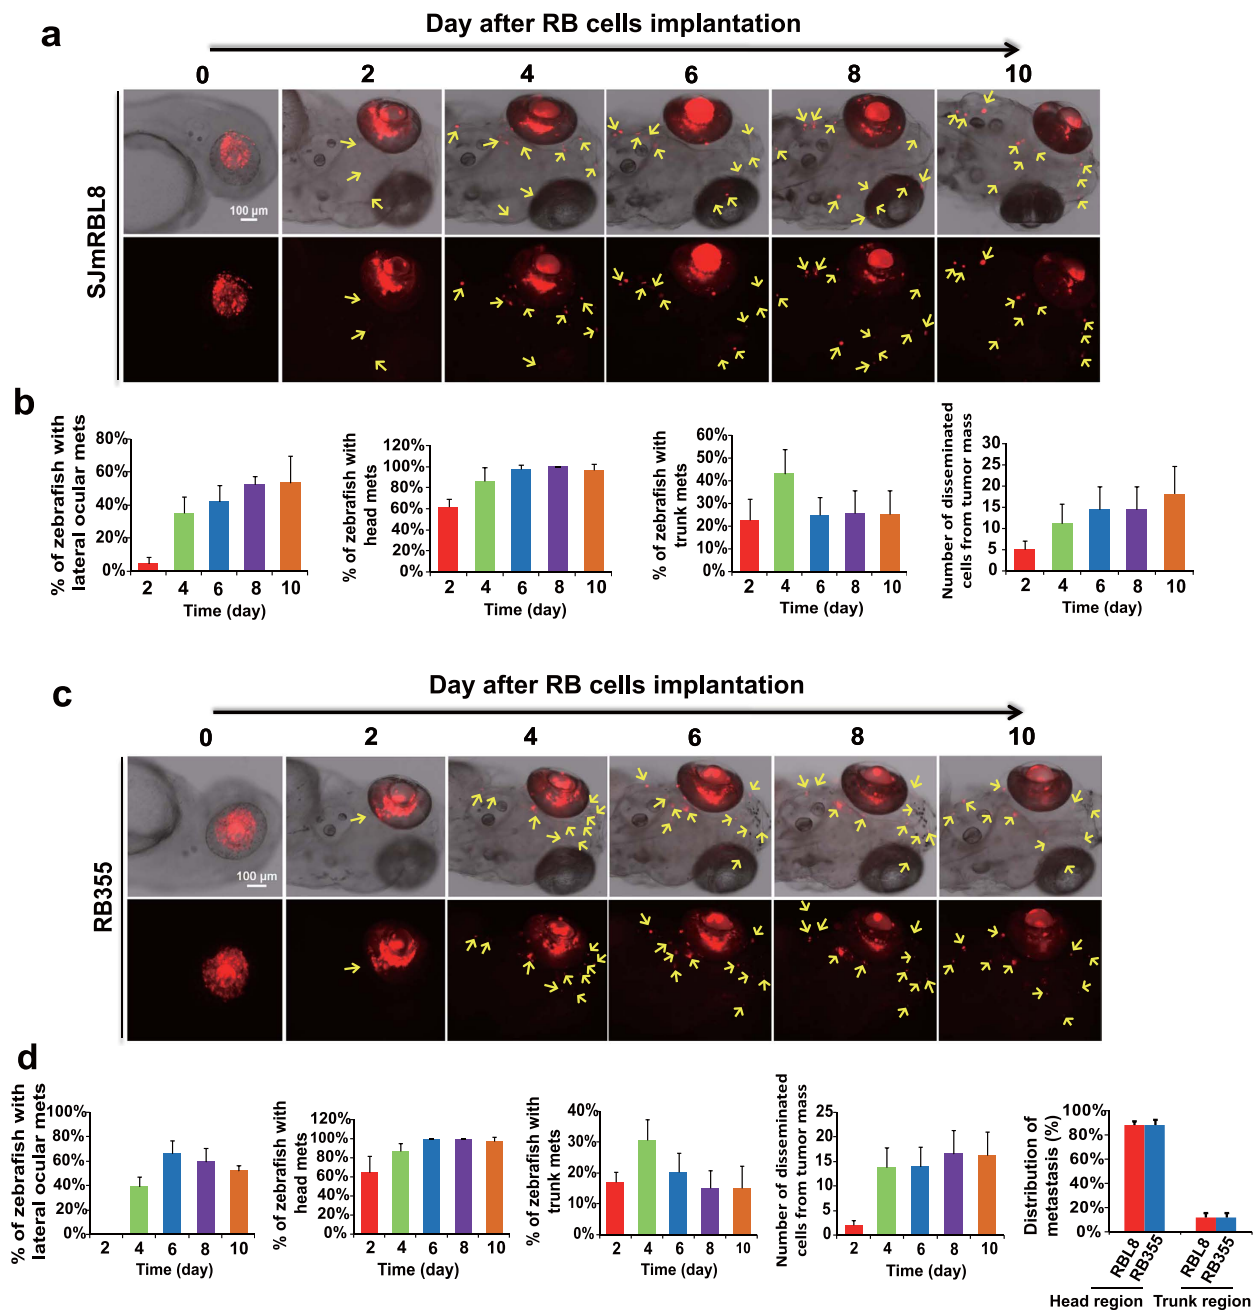 a
Day after RB cells implantation
0 2 4 6 8 10
SJmRBL8
100 µm
b
% of zebrafish with
lateral ocular mets
80%
60%
40%
20%
0%
2 4 6 8 10
Time (day)
% of zebrafish with
head mets
120%
100%
80%
60%
40%
20%
0%
2 4 6 8 10
Time (day)
% of zebrafish with
trunk mets
60%
50%
40%
30%
20%
10%
0%
2 4 6 8 10
Time (day)
Number of disseminated
cells from tumor mass
30
25
20
15
10
5
0
2 4 6 8 10
Time (day)
c
Day after RB cells implantation
0 2 4 6 8 10
RB355
100 µm
d
% of zebrafish with
lateral ocular mets
100%
80%
60%
40%
20%
0%
2 4 6 8 10
Time (day)
% of zebrafish with
head mets
120%
100%
80%
60%
40%
20%
0%
2 4 6 8 10
Time (day)
% of zebrafish with
trunk mets
40%
30%
20%
10%
0%
2 4 6 8 10
Time (day)
Number of disseminated
cells from tumor mass
25
20
15
10
5
0
2 4 6 8 10
Time (day)
Distribution of
metastasis (%)
100%
80%
60%
40%
20%
0%
RBL8
RB355
RBL8
RB355
Head region Trunk region